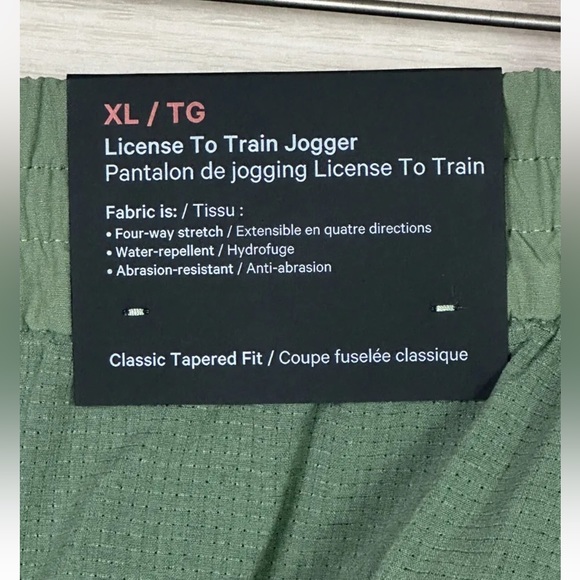 XL / TG
License To Train Jogger
Pantalon de jogging License To Train
Fabric is: / Tissu :
• Four-way stretch / Extensible en quatre directions
• Water-repellent / Hydrofuge
• Abrasion-resistant / Anti-abrasion
Classic Tapered Fit / Coupe fuselée classique